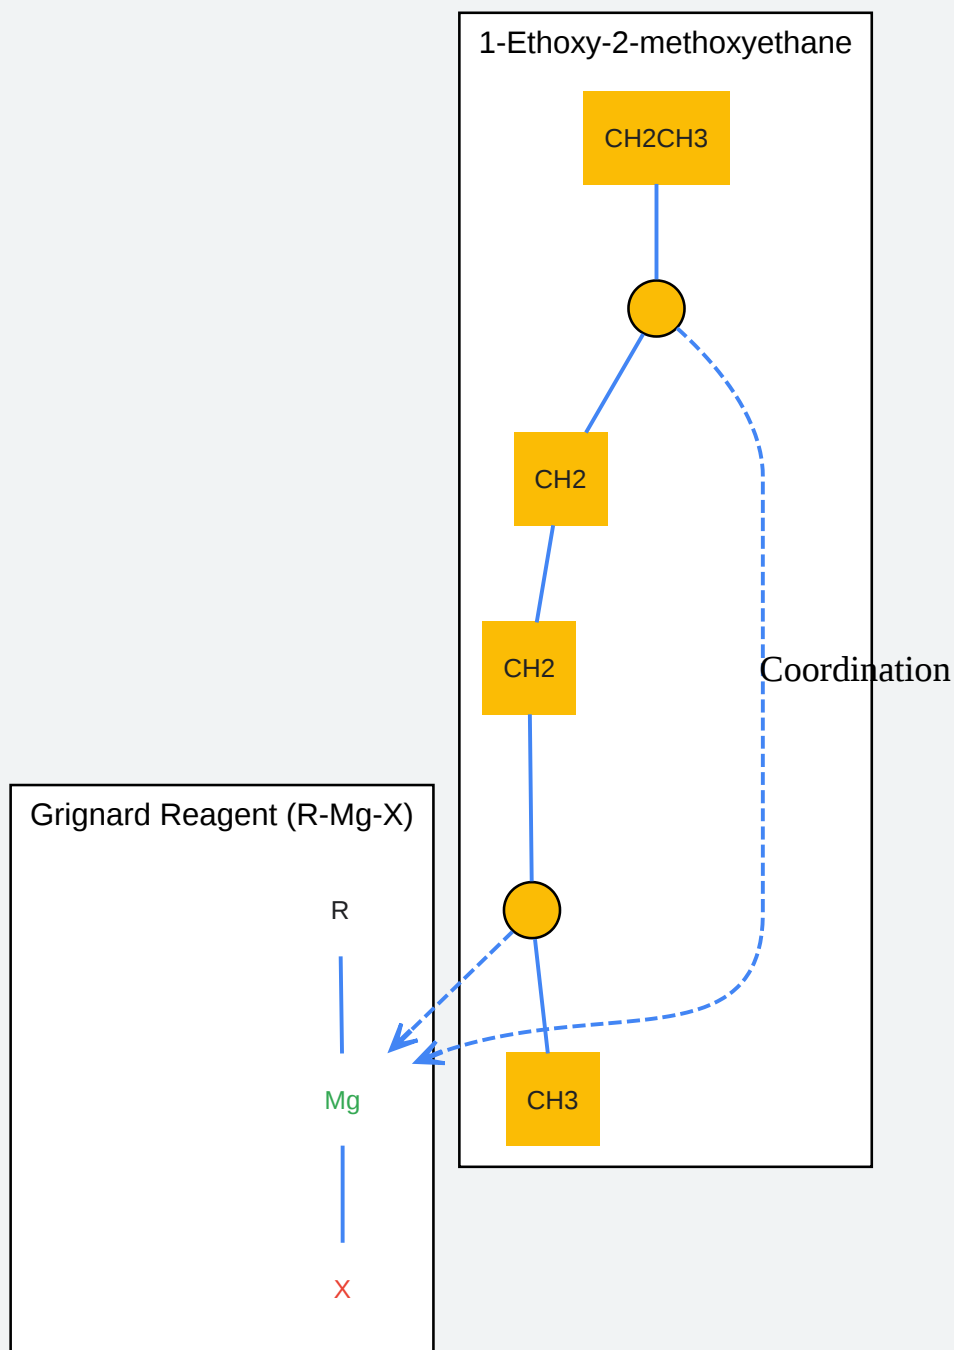 1-Ethoxy-2-methoxyethane
CH2CH3
CH2
CH2
Coordination
Grignard Reagent (R-Mg-X)
R
Mg
CH3
X